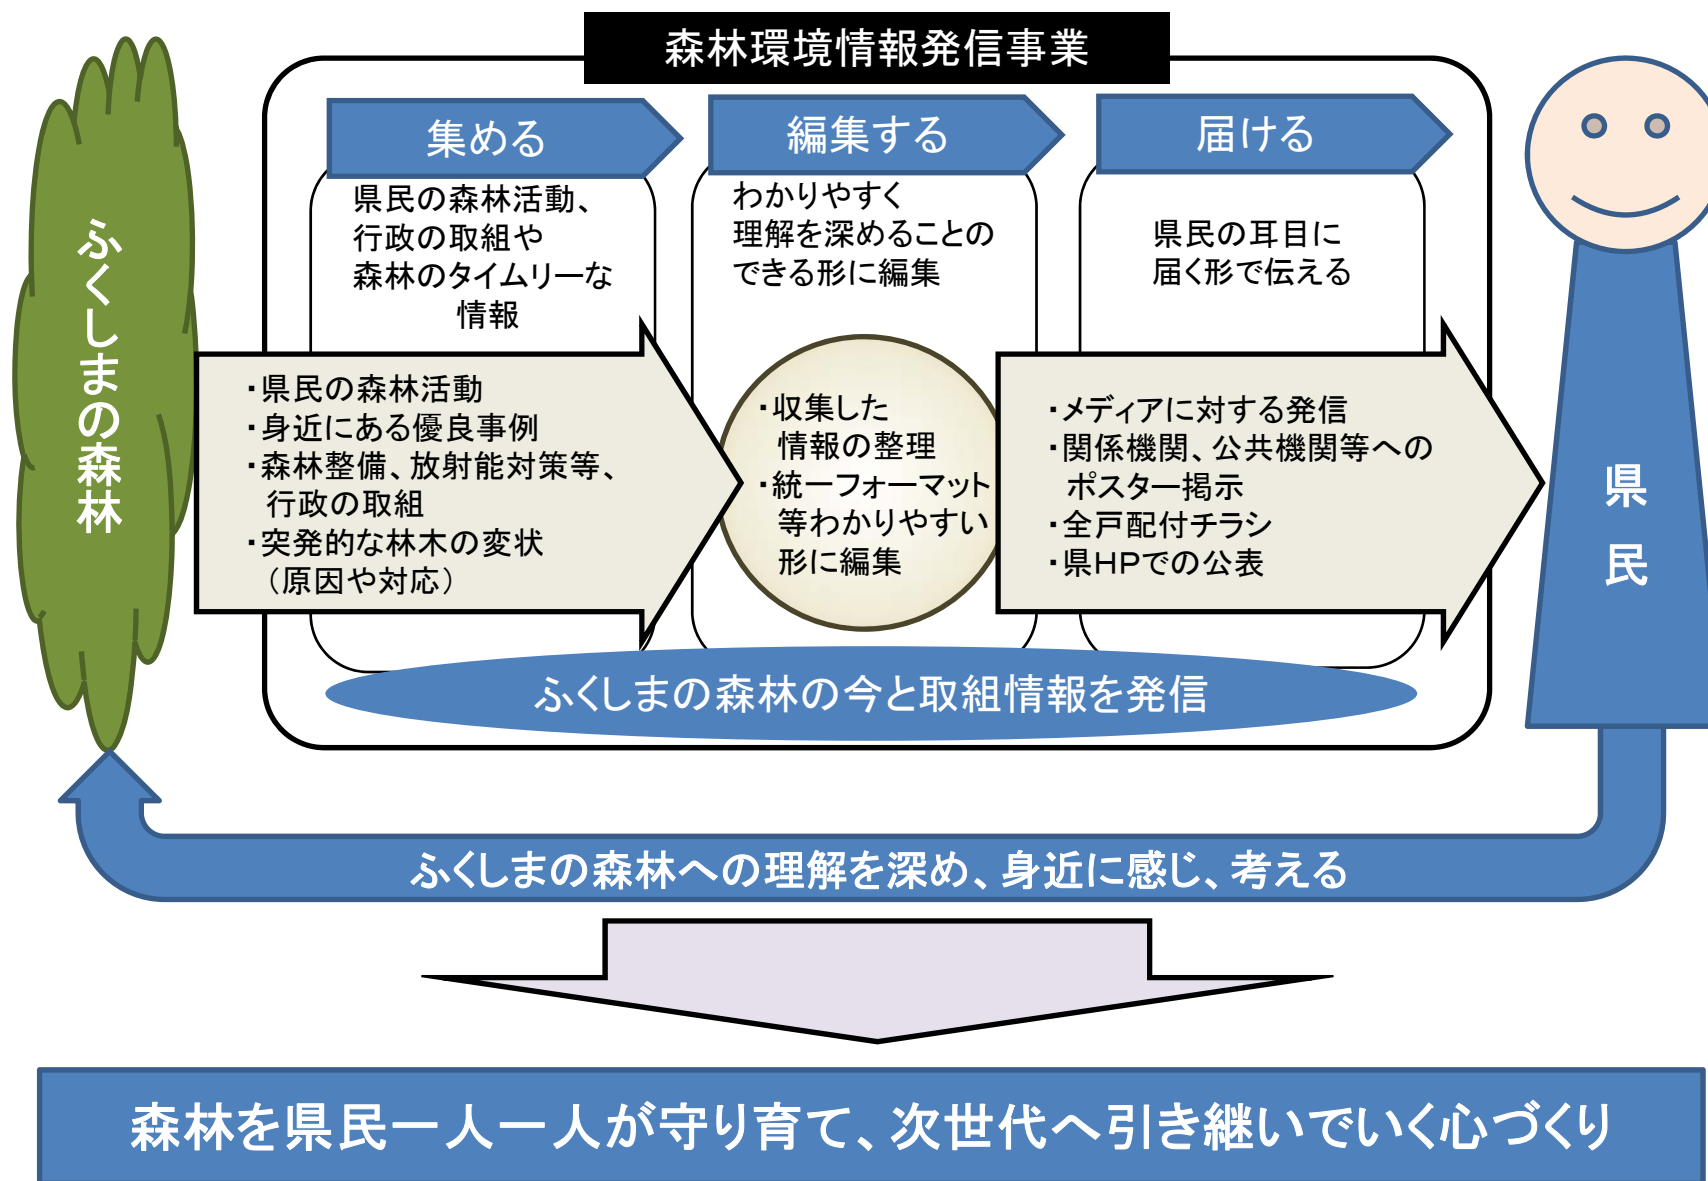 森林環境情報発信事業
ふくしまの森林
集める
県民の森林活動、
行政の取組や
森林のタイムリーな
情報
・県民の森林活動
・身近にある優良事例
・森林整備、放射能対策等、
行政の取組
・突発的な林木の変状
（原因や対応）
編集する
わかりやすく
理解を深めることの
できる形に編集
・収集した
情報の整理
・統一フォーマット
等わかりやすい
形に編集
届ける
県民の耳目に
届く形で伝える
・メディアに対する発信
・関係機関、公共機関等への
ポスター掲示
・全戸配付チラシ
・県HPでの公表
県民
ふくしまの森林の今と取組情報を発信
ふくしまの森林への理解を深め、身近に感じ、考える
森林を県民一人一人が守り育て、次世代へ引き継いでいく心づくり